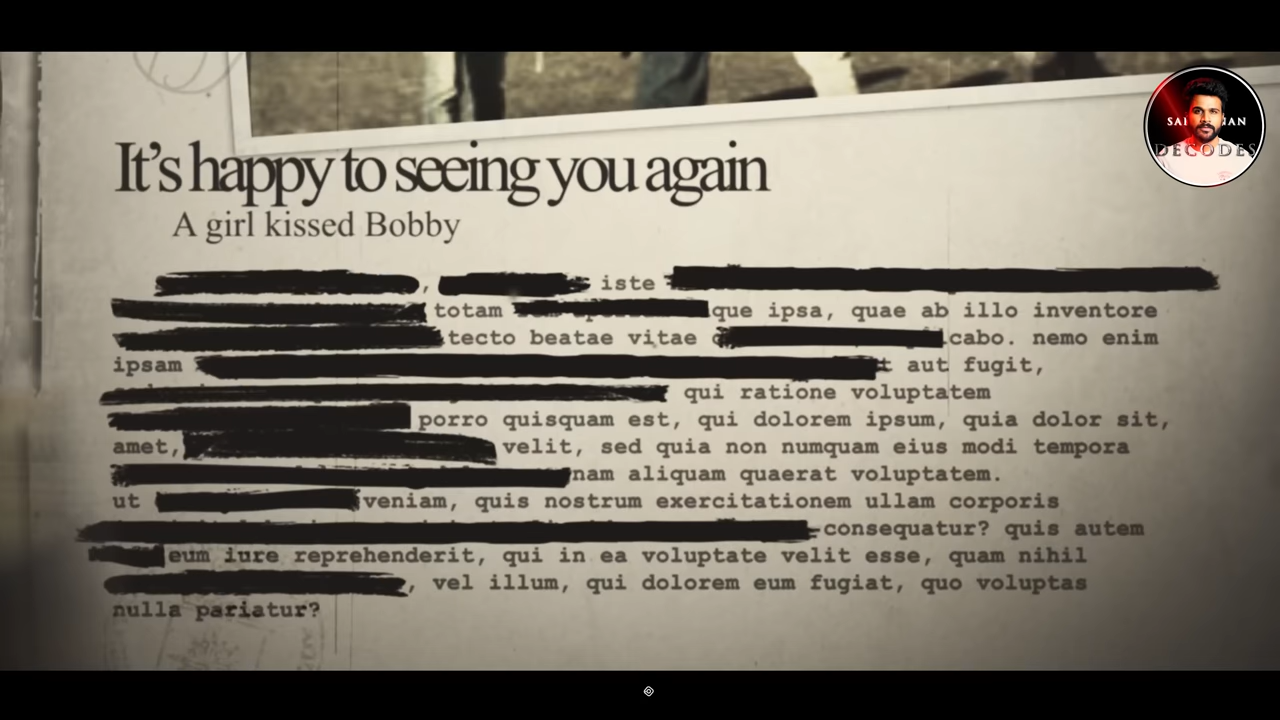 It's happy to seeing you again
A girl kissed Bobby
, iste
totam que ipsa, quae ab illo inventore
tecto beatae vitae cabo. nemo enim
ipsam t aut fugit,
qui ratione voluptatem
porro quisquam est, qui dolorem ipsum, quia dolor sit,
amet, velit, sed quia non numquam eius modi tempora
nam aliquam quaerat voluptatem.
ut veniam, quis nostrum exercitationem ullam corporis
consequatur? quis autem
eum iure reprehenderit, qui in ea voluptate velit esse, quam nihil
, vel illum, qui dolorem eum fugiat, quo voluptas
nulla pariatur?
DECODES